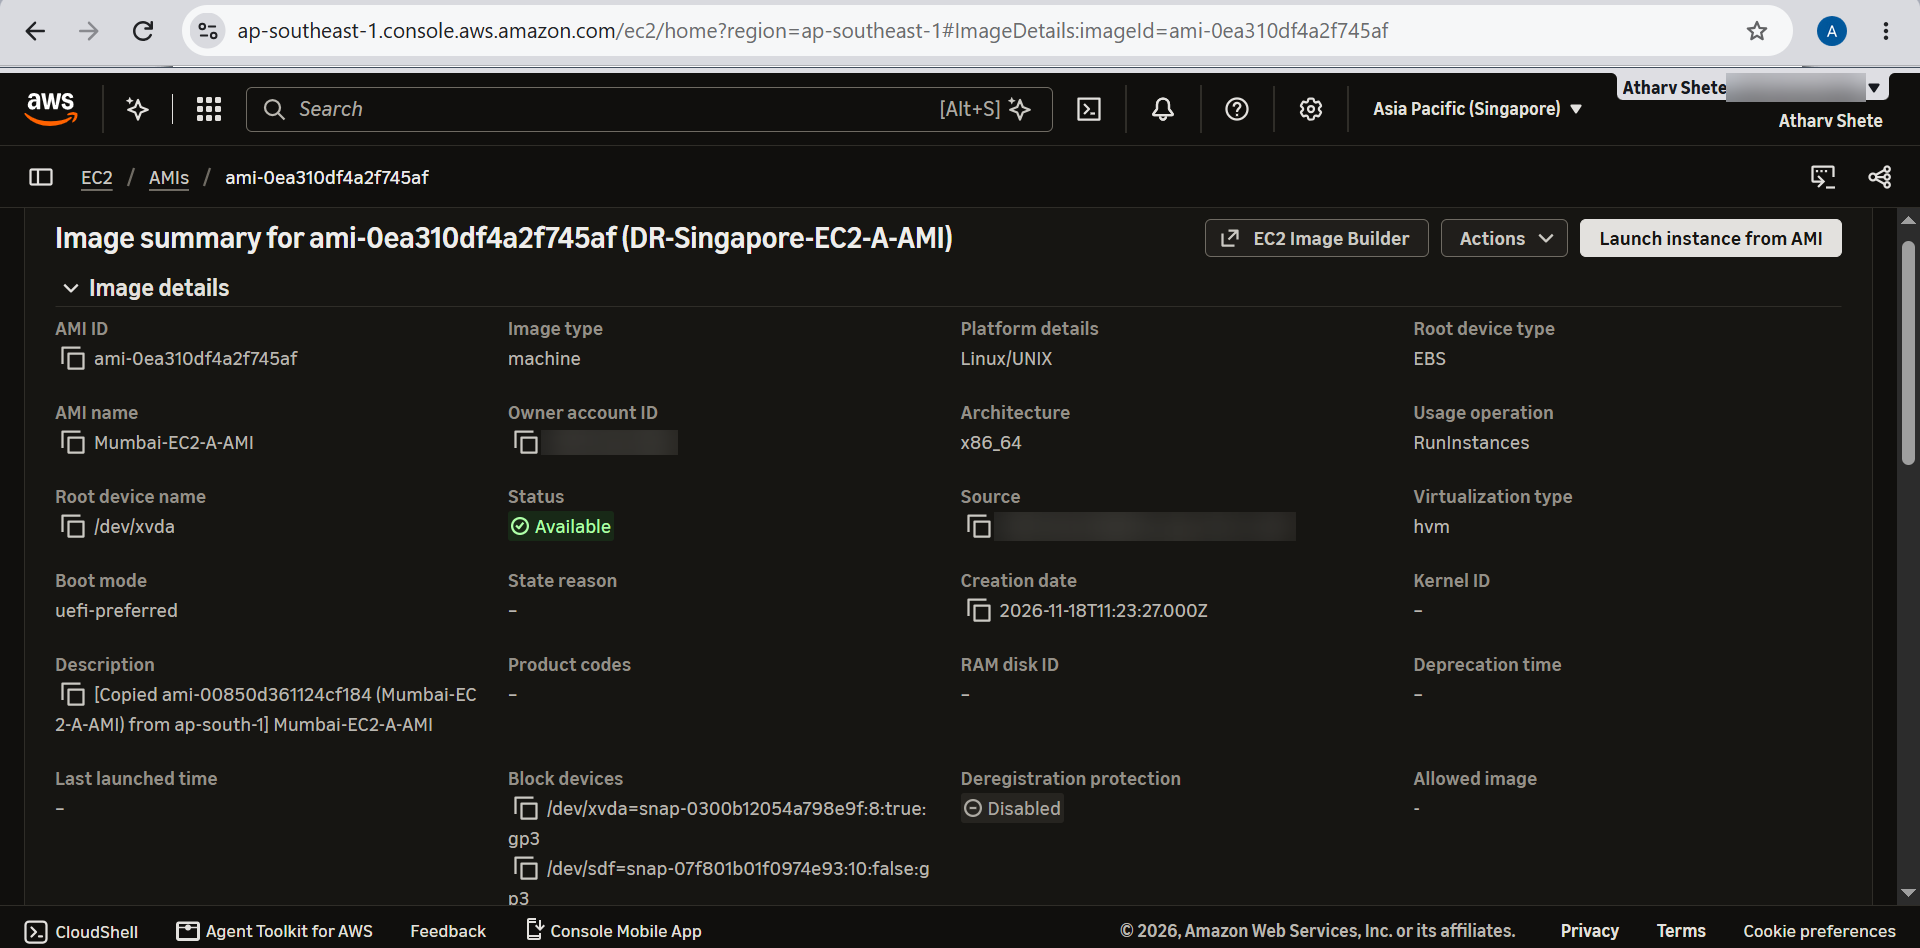 ap-southeast-1.console.aws.amazon.com/ec2/home?region=ap-southeast-1#ImageDetails:imageId=ami-0ea310df4a2f745af
A
aws
Search
[Alt+S]
Asia Pacific (Singapore)
Atharv Shete
Atharv Shete
EC2 / AMIs / ami-0ea310df4a2f745af
Image summary for ami-0ea310df4a2f745af (DR-Singapore-EC2-A-AMI)
EC2 Image Builder
Actions
Launch instance from AMI
Image details
AMI ID
ami-0ea310df4a2f745af
Image type
machine
Platform details
Linux/UNIX
Root device type
EBS
AMI name
Mumbai-EC2-A-AMI
Owner account ID
Architecture
x86_64
Usage operation
RunInstances
Root device name
/dev/xvda
Status
Available
Source
Virtualization type
hvm
Boot mode
uefi-preferred
State reason
–
Creation date
2026-11-18T11:23:27.000Z
Kernel ID
–
Description
[Copied ami-00850d361124cf184 (Mumbai-EC
2-A-AMI) from ap-south-1] Mumbai-EC2-A-AMI
Product codes
–
RAM disk ID
–
Deprecation time
–
Last launched time
–
Block devices
/dev/xvda=snap-0300b12054a798e9f:8:true:
gp3
/dev/sdf=snap-07f801b01f0974e93:10:false:g
p3
Deregistration protection
Disabled
Allowed image
-
CloudShell
Agent Toolkit for AWS
Feedback
Console Mobile App
© 2026, Amazon Web Services, Inc. or its affiliates.
Privacy
Terms
Cookie preferences